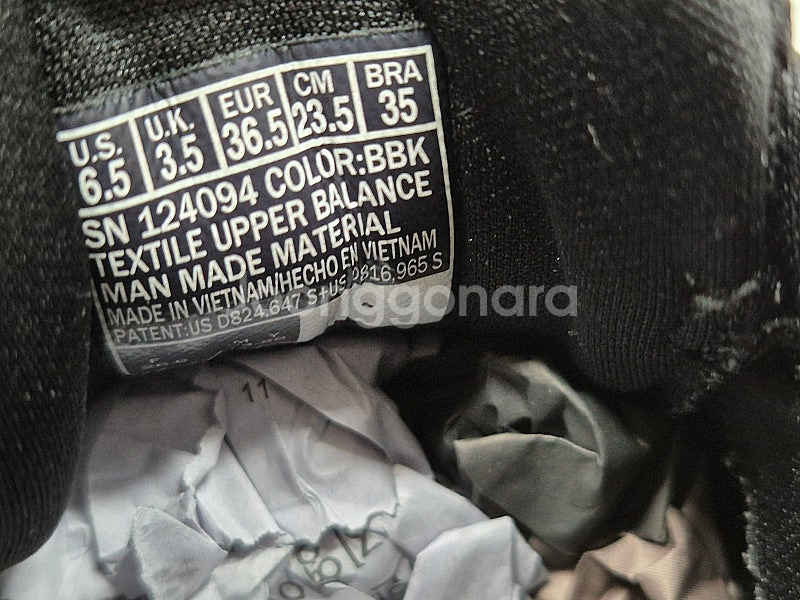 U.S. U.K. EUR CM BRA
6.5 3.5 36.5 23.5 35
SN 124094 COLOR:BBK
TEXTILE UPPER BALANCE
MAN MADE MATERIAL
MADE IN VIETNAM/HECHO EN VIETNAM
PATENT:US D824,647 S+US D816,965 S
11